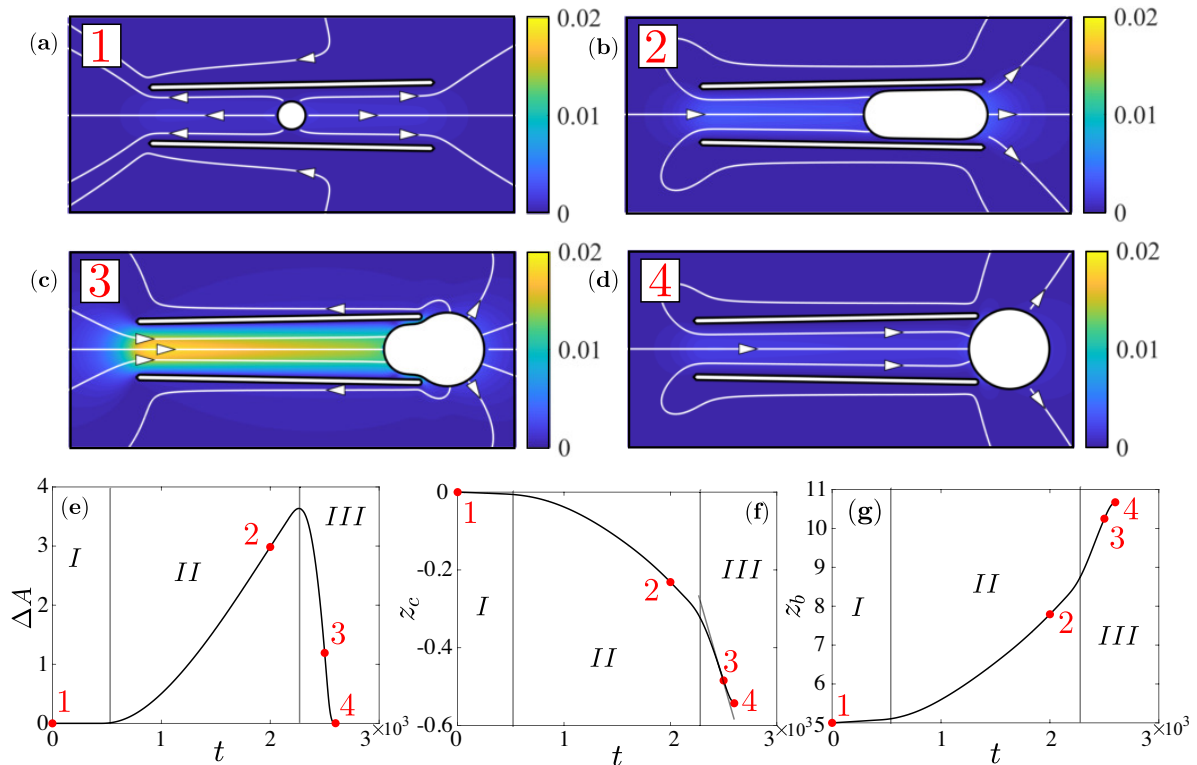 (a) 1 0.02 0.01 0
(b) 2 0.02 0.01 0
(c) 3 0.02 0.01 0
(d) 4 0.02 0.01 0
(e)
4
3
2
1
0
ΔA
I
II
III
1
2
3
4
0 1 2 3
×10³
t
(f)
0
-0.2
-0.4
-0.6
z_c
I
II
III
1
2
3
4
0 1 2 3
×10³
t
(g)
11
10
9
8
7
6
5
z_b
I
II
III
1
2
3
4
0 1 2 3
×10³
t